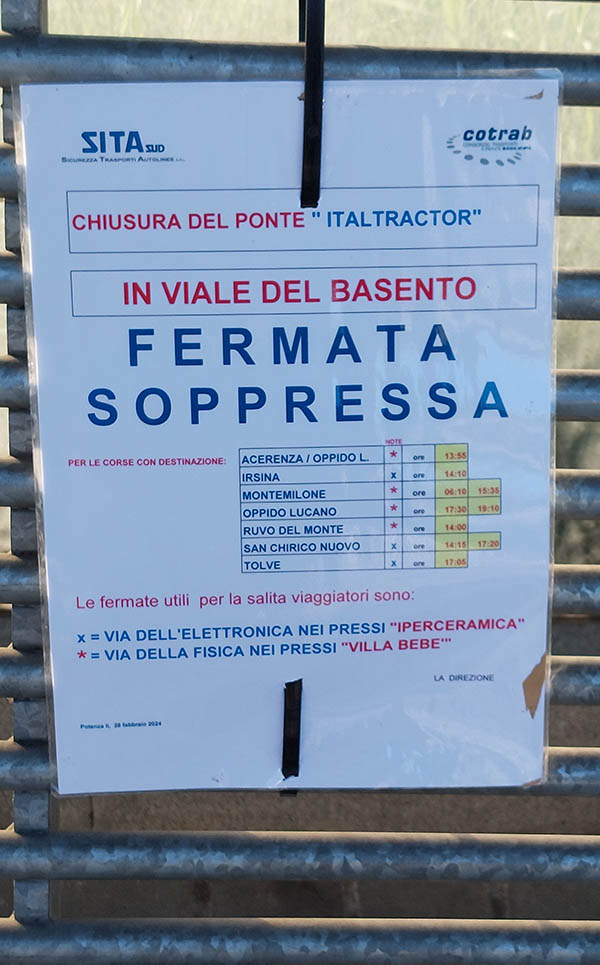 SITA SUD
SICUREZZA TRASPORTI AUTOLINEE s.r.l.
cotrab
CONSORZIO TRASPORTI
CHIUSURA DEL PONTE " ITALTRACTOR"
IN VIALE DEL BASENTO
FERMATA
SOPPRESSA
NOTE
PER LE CORSE CON DESTINAZIONE: ACERENZA / OPPIDO L. * ore 13:55
IRSINA x ore 14:10
MONTEMILONE * ore 06:10 15:35
OPPIDO LUCANO * ore 17:30 19:10
RUVO DEL MONTE * ore 14:00
SAN CHIRICO NUOVO x ore 14:15 17:20
TOLVE x ore 17:05
Le fermate utili per la salita viaggiatori sono:
x = VIA DELL'ELETTRONICA NEI PRESSI "IPERCERAMICA"
* = VIA DELLA FISICA NEI PRESSI "VILLA BEBE'"
LA DIREZIONE
Potenza li, 28 febbraio 2024